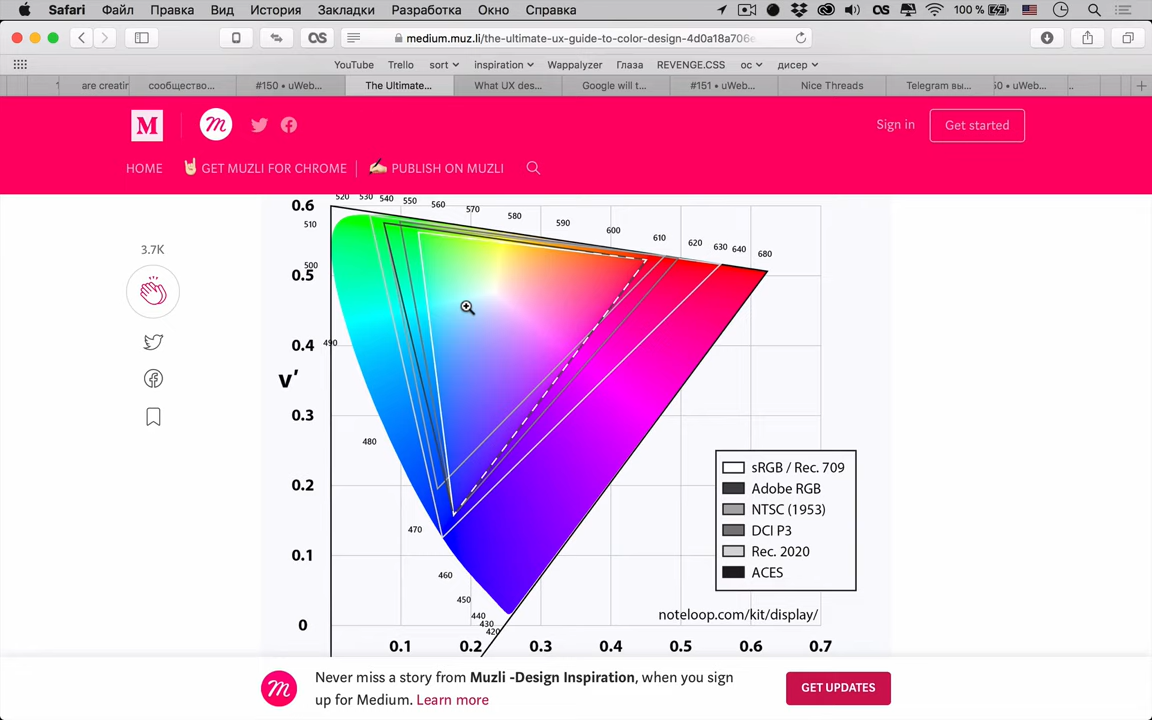 Safari Файл Правка Вид История Закладки Разработка Окно Справка 100 %
medium.muz.li/the-ultimate-ux-guide-to-color-design-4d0a18a706e
YouTube Trello sort inspiration Wappalyzer Глаза REVENGE.CSS ос дисер
are creatin сообщество... #150 • uWeb... The Ultimate... What UX des... Google will t... #151 • uWeb... Nice Threads Telegram вы... 50 • uWeb...
Sign in Get started
HOME GET MUZLI FOR CHROME PUBLISH ON MUZLI
3.7K
v′
0.6
0.5
0.4
0.3
0.2
0.1
0
520 530 540 550 560 570 580 590 600 610 620 630 640 680
510
500
490
480
470
460
450
440
430
420
sRGB / Rec. 709
Adobe RGB
NTSC (1953)
DCI P3
Rec. 2020
ACES
noteloop.com/kit/display/
0.1 0.2 0.3 0.4 0.5 0.6 0.7
Never miss a story from Muzli -Design Inspiration, when you sign
up for Medium. Learn more
GET UPDATES